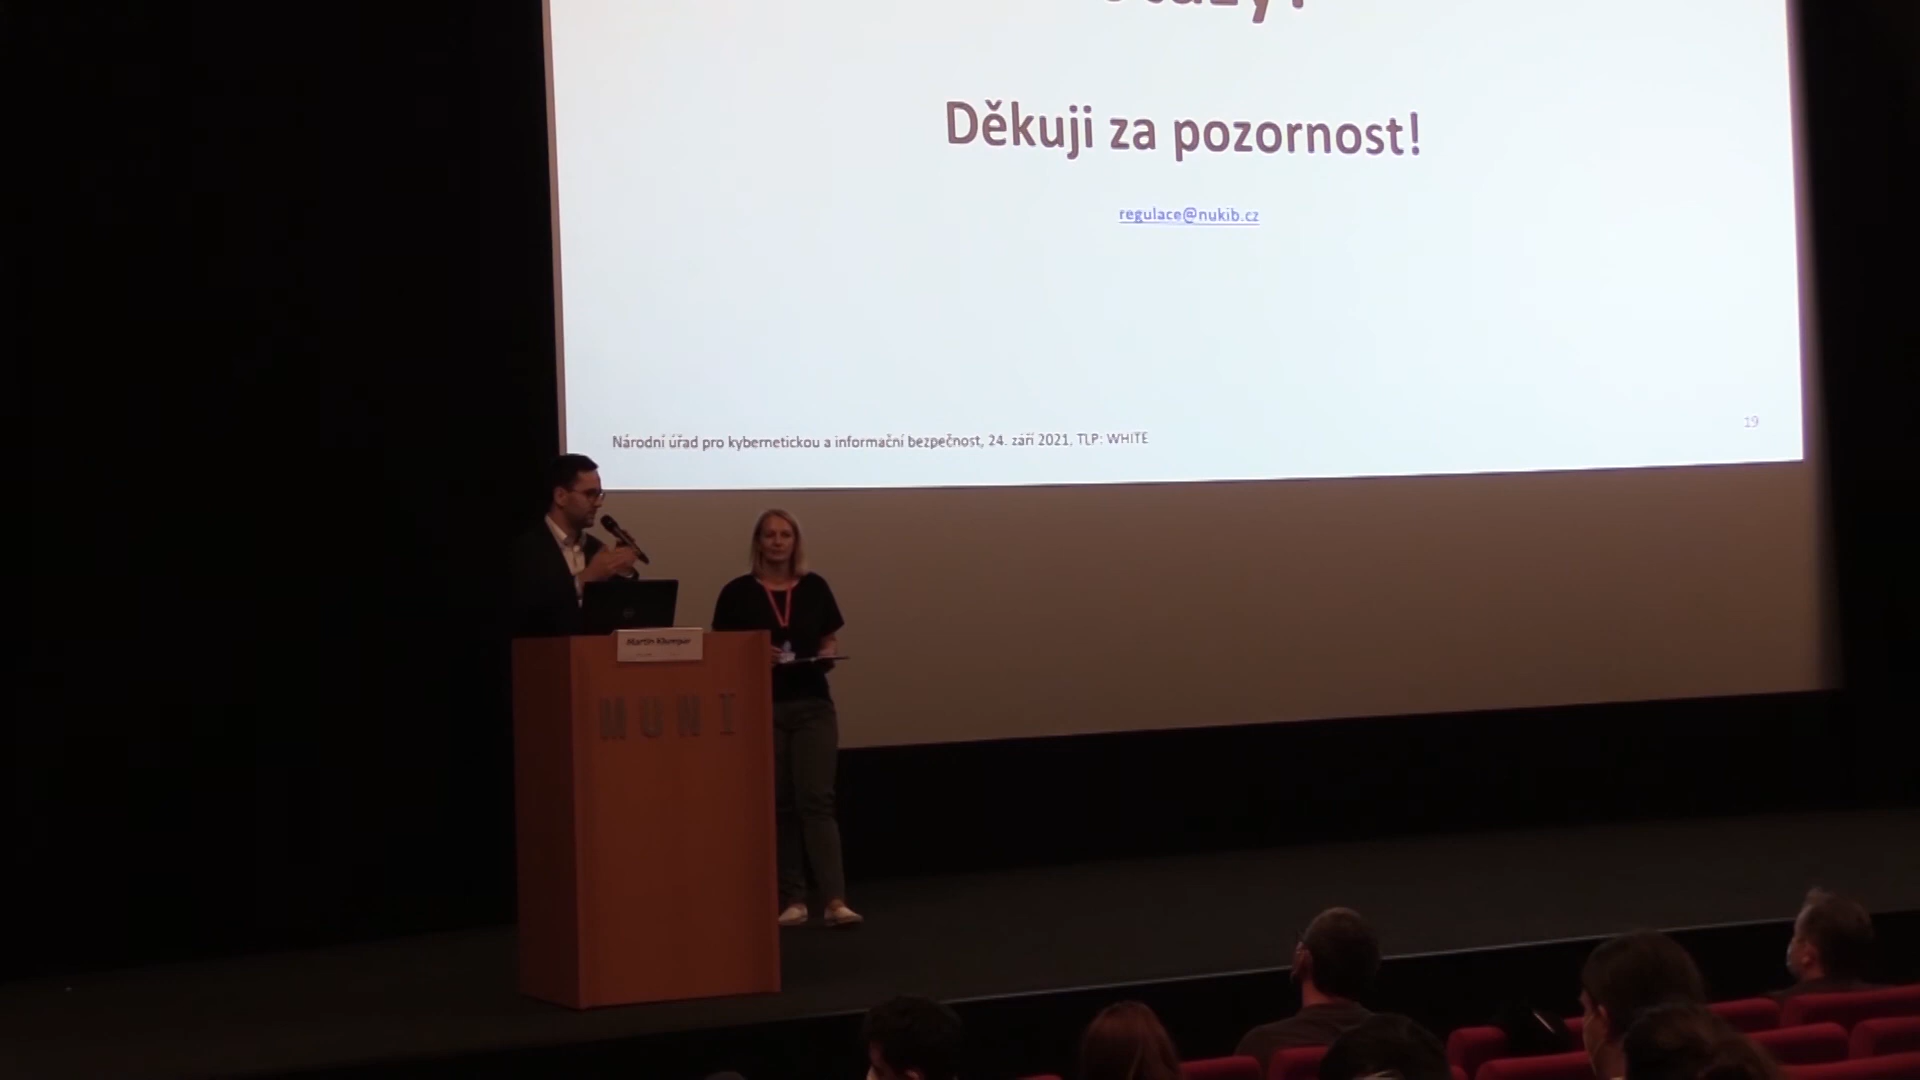 Děkuji za pozornost!
regulace@nukib.cz
19
Národní úřad pro kybernetickou a informační bezpečnost, 24. září 2021, TLP: WHITE
Martin
MUNI